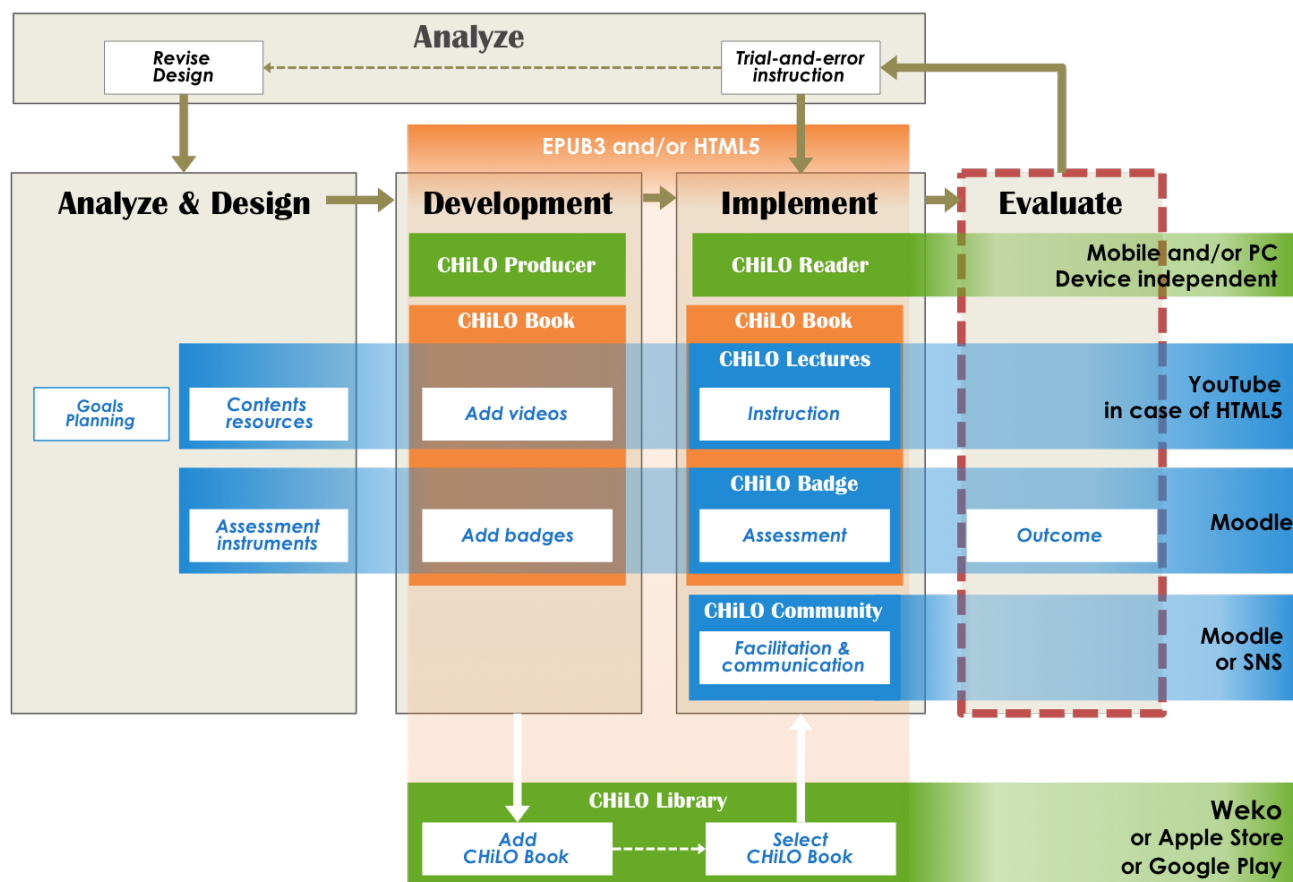 Analyze
Revise
Design
Trial-and-error
instruction
EPUB3 and/or HTML5
Analyze & Design
Development
Implement
Evaluate
CHiLO Producer
CHiLO Reader
Mobile and/or PC
Device independent
CHiLO Book
CHiLO Book
CHiLO Lectures
Goals
Planning
Contents
resources
Add videos
Instruction
YouTube
in case of HTML5
CHiLO Badge
Assessment
instruments
Add badges
Assessment
Outcome
Moodle
CHiLO Community
Facilitation &
communication
Moodle
or SNS
CHiLO Library
Add
CHiLO Book
Select
CHiLO Book
Weko
or Apple Store
or Google Play